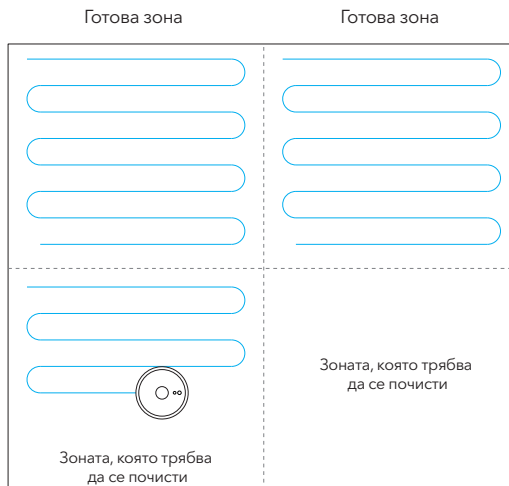 Готова зона
Готова зона
Зоната, която трябва
да се почисти
Зоната, която трябва
да се почисти